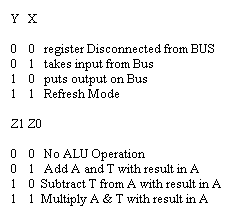 Y X
0 0 register Disconnected from BUS
0 1 takes input from Bus
1 0 puts output on Bus
1 1 Refresh Mode
Z1 Z0
0 0 No ALU Operation
0 1 Add A and T with result in A
1 0 Subtract T from A with result in A
1 1 Multiply A & T with result in A